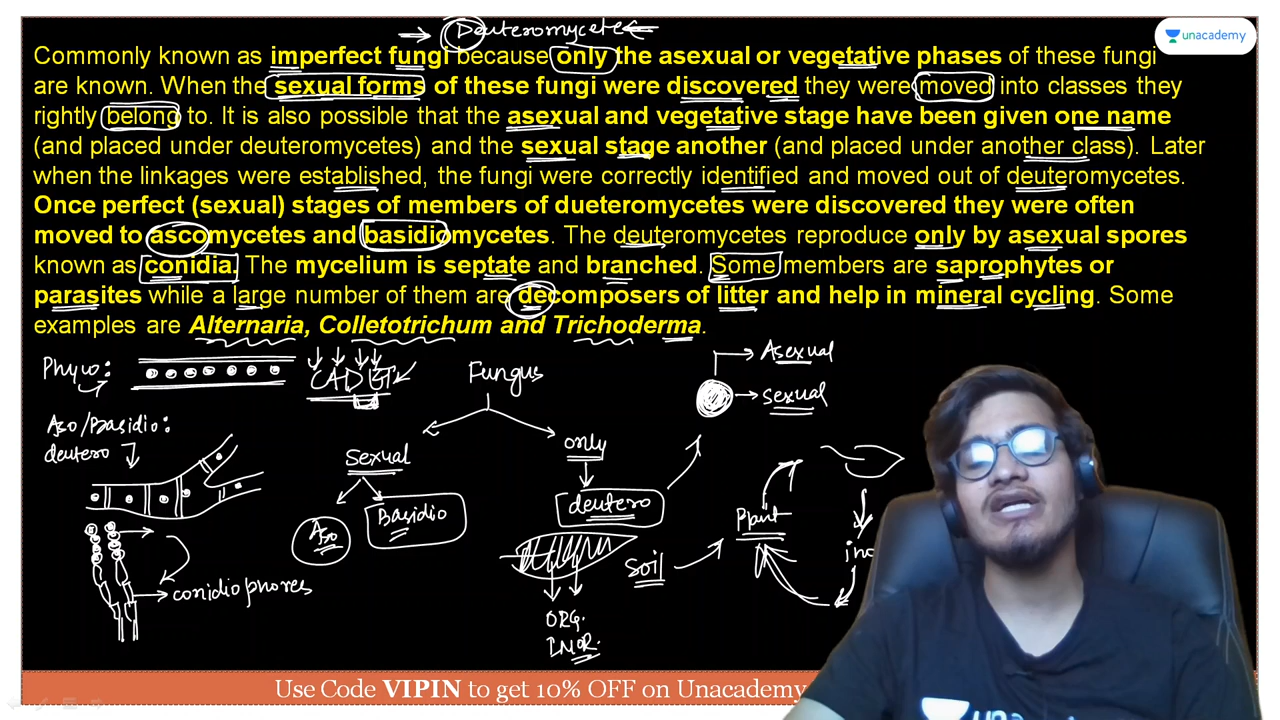 Deuteromycete
unacademy
Commonly known as imperfect fungi because only the asexual or vegetative phases of these fungi
are known. When the sexual forms of these fungi were discovered they were moved into classes they
rightly belong to. It is also possible that the asexual and vegetative stage have been given one name
(and placed under deuteromycetes) and the sexual stage another (and placed under another class). Later
when the linkages were established, the fungi were correctly identified and moved out of deuteromycetes.
Once perfect (sexual) stages of members of dueteromycetes were discovered they were often
moved to ascomycetes and basidiomycetes. The deuteromycetes reproduce only by asexual spores
known as conidia. The mycelium is septate and branched. Some members are saprophytes or
parasites while a large number of them are decomposers of litter and help in mineral cycling. Some
examples are Alternaria, Colletotrichum and Trichoderma.
Phyco:
Fungus
Asexual
sexual
Aso/Basidio:
deutero
Sexual
only
Aso
Basidio
deutero
Plant
soil
conidiophores
ORG.
INOR.
Use Code VIPIN to get 10% OFF on Unacademy